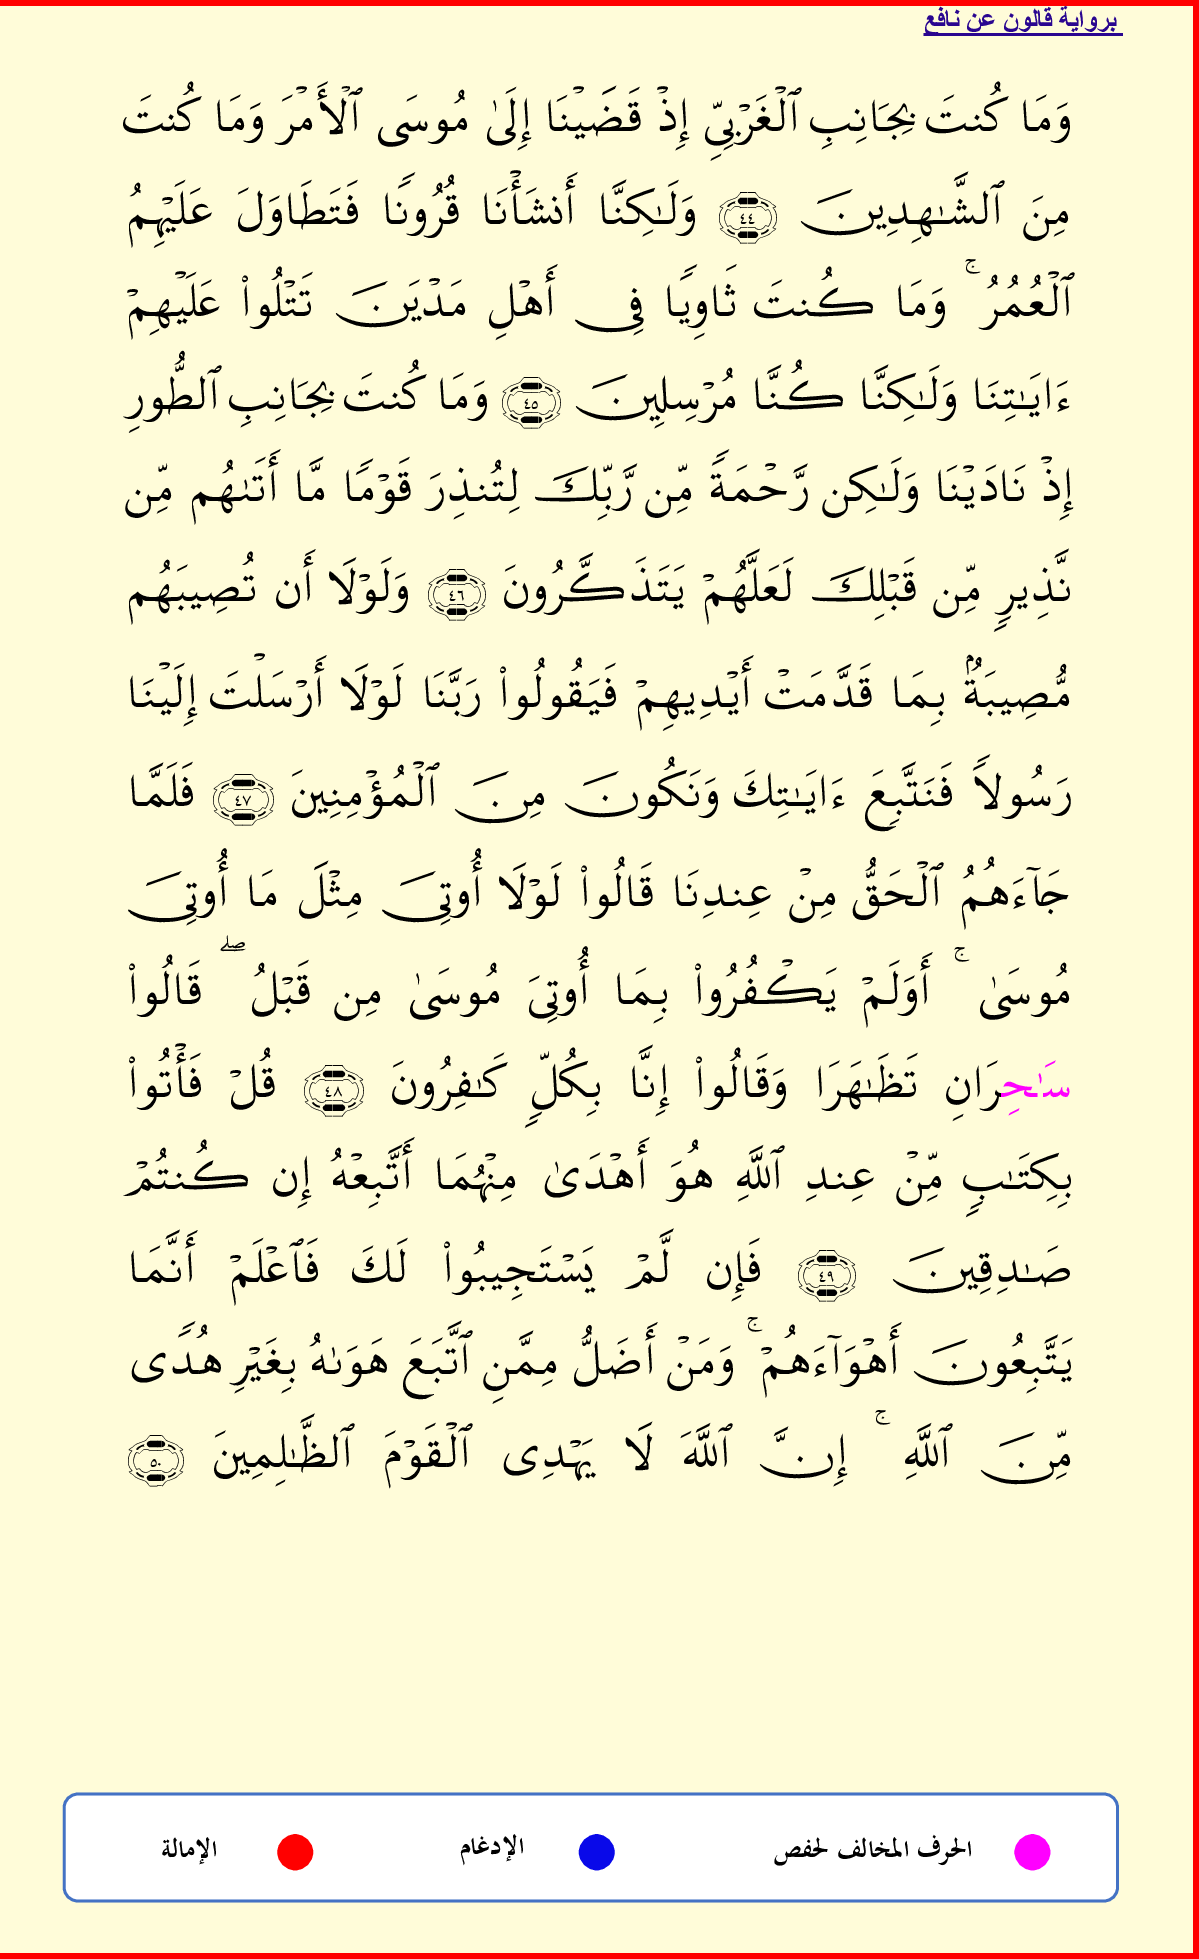 برواية قالون عن نافع
وَمَا كُنتَ بِجَانِبِ ٱلْغَرْبِيِّ إِذْ قَضَيْنَا إِلَىٰ مُوسَى ٱلْأَمْرَ وَمَا كُنتَ
مِنَ ٱلشَّـٰهِدِينَ ٤٤ وَلَـٰكِنَّا أَنشَأْنَا قُرُونًا فَتَطَاوَلَ عَلَيْهِمُ
ٱلْعُمُرُ ۚ وَمَا كُنتَ ثَاوِيًا فِى أَهْلِ مَدْيَنَ تَتْلُوا۟ عَلَيْهِمْ
ءَايَـٰتِنَا وَلَـٰكِنَّا كُنَّا مُرْسِلِينَ ٤٥ وَمَا كُنتَ بِجَانِبِ ٱلطُّورِ
إِذْ نَادَيْنَا وَلَـٰكِن رَّحْمَةً مِّن رَّبِّكَ لِتُنذِرَ قَوْمًا مَّا أَتَىٰهُم مِّن
نَّذِيرٍ مِّن قَبْلِكَ لَعَلَّهُمْ يَتَذَكَّرُونَ ٤٦ وَلَوْلَا أَن تُصِيبَهُم
مُّصِيبَةٌۢ بِمَا قَدَّمَتْ أَيْدِيهِمْ فَيَقُولُوا۟ رَبَّنَا لَوْلَا أَرْسَلْتَ إِلَيْنَا
رَسُولًا فَنَتَّبِعَ ءَايَـٰتِكَ وَنَكُونَ مِنَ ٱلْمُؤْمِنِينَ ٤٧ فَلَمَّا
جَآءَهُمُ ٱلْحَقُّ مِنْ عِندِنَا قَالُوا۟ لَوْلَا أُوتِىَ مِثْلَ مَا أُوتِىَ
مُوسَىٰ ۚ أَوَلَمْ يَكْفُرُوا۟ بِمَا أُوتِىَ مُوسَىٰ مِن قَبْلُ ۖ قَالُوا۟
سَـٰحِرَانِ تَظَـٰهَرَا وَقَالُوا۟ إِنَّا بِكُلٍّ كَـٰفِرُونَ ٤٨ قُلْ فَأْتُوا۟
بِكِتَـٰبٍ مِّنْ عِندِ ٱللَّهِ هُوَ أَهْدَىٰ مِنْهُمَا أَتَّبِعْهُ إِن كُنتُمْ
صَـٰدِقِينَ ٤٩ فَإِن لَّمْ يَسْتَجِيبُوا۟ لَكَ فَٱعْلَمْ أَنَّمَا
يَتَّبِعُونَ أَهْوَآءَهُمْ ۚ وَمَنْ أَضَلُّ مِمَّنِ ٱتَّبَعَ هَوَىٰهُ بِغَيْرِ هُدًى
مِّنَ ٱللَّهِ ۚ إِنَّ ٱللَّهَ لَا يَهْدِى ٱلْقَوْمَ ٱلظَّـٰلِمِينَ ٥٠
الحرف المخالف لحفص الإدغام الإمالة